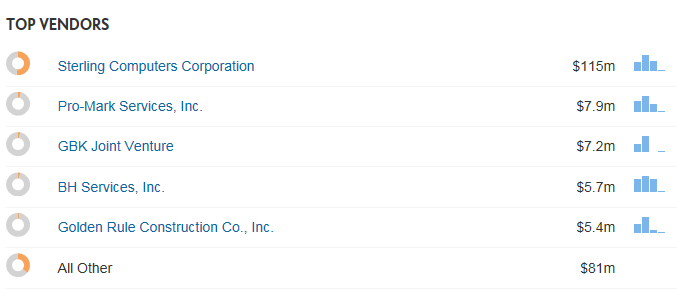 TOP VENDORS
Sterling Computers Corporation $115m
Pro-Mark Services, Inc. $7.9m
GBK Joint Venture $7.2m
BH Services, Inc. $5.7m
Golden Rule Construction Co., Inc. $5.4m
All Other $81m